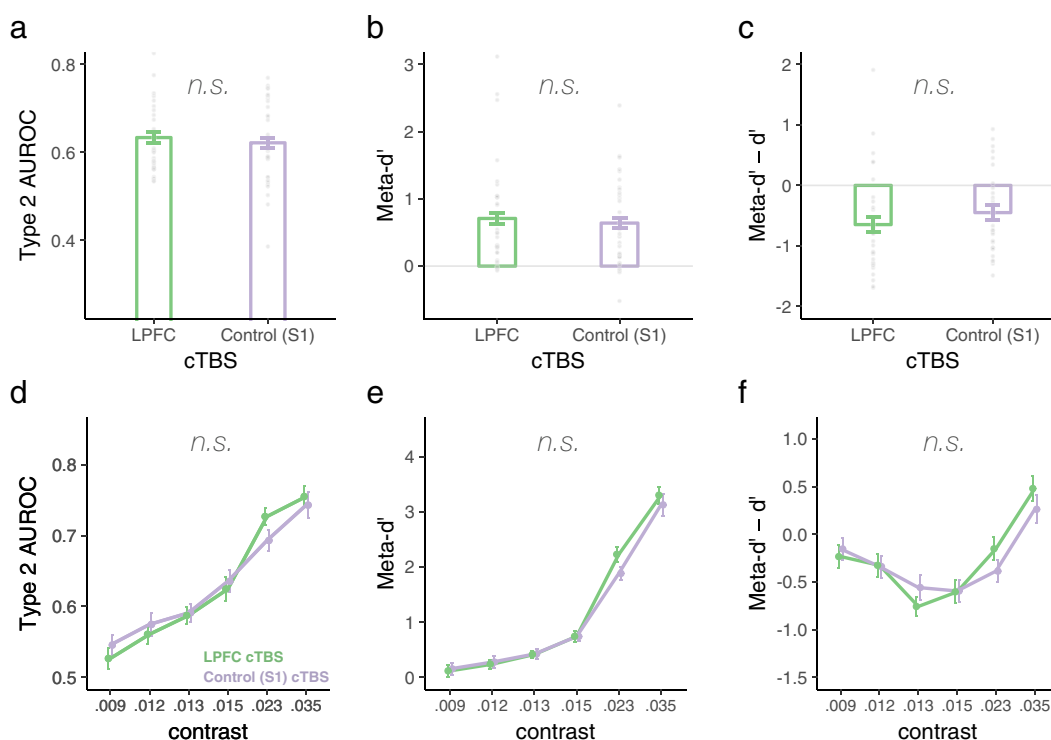 a
b
c
Type 2 AUROC
0.8
0.6
0.4
n.s.
LPFC
Control (S1)
cTBS
Meta-d'
3
2
1
0
n.s.
LPFC
Control (S1)
cTBS
Meta-d' − d'
2
1
0
-1
-2
n.s.
LPFC
Control (S1)
cTBS
d
e
f
Type 2 AUROC
0.8
0.7
0.6
0.5
n.s.
LPFC cTBS
Control (S1) cTBS
.009 .012 .013 .015 .023 .035
contrast
Meta-d'
4
3
2
1
0
n.s.
.009 .012 .013 .015 .023 .035
contrast
Meta-d' − d'
1.0
0.5
0.0
-0.5
-1.0
-1.5
n.s.
.009 .012 .013 .015 .023 .035
contrast